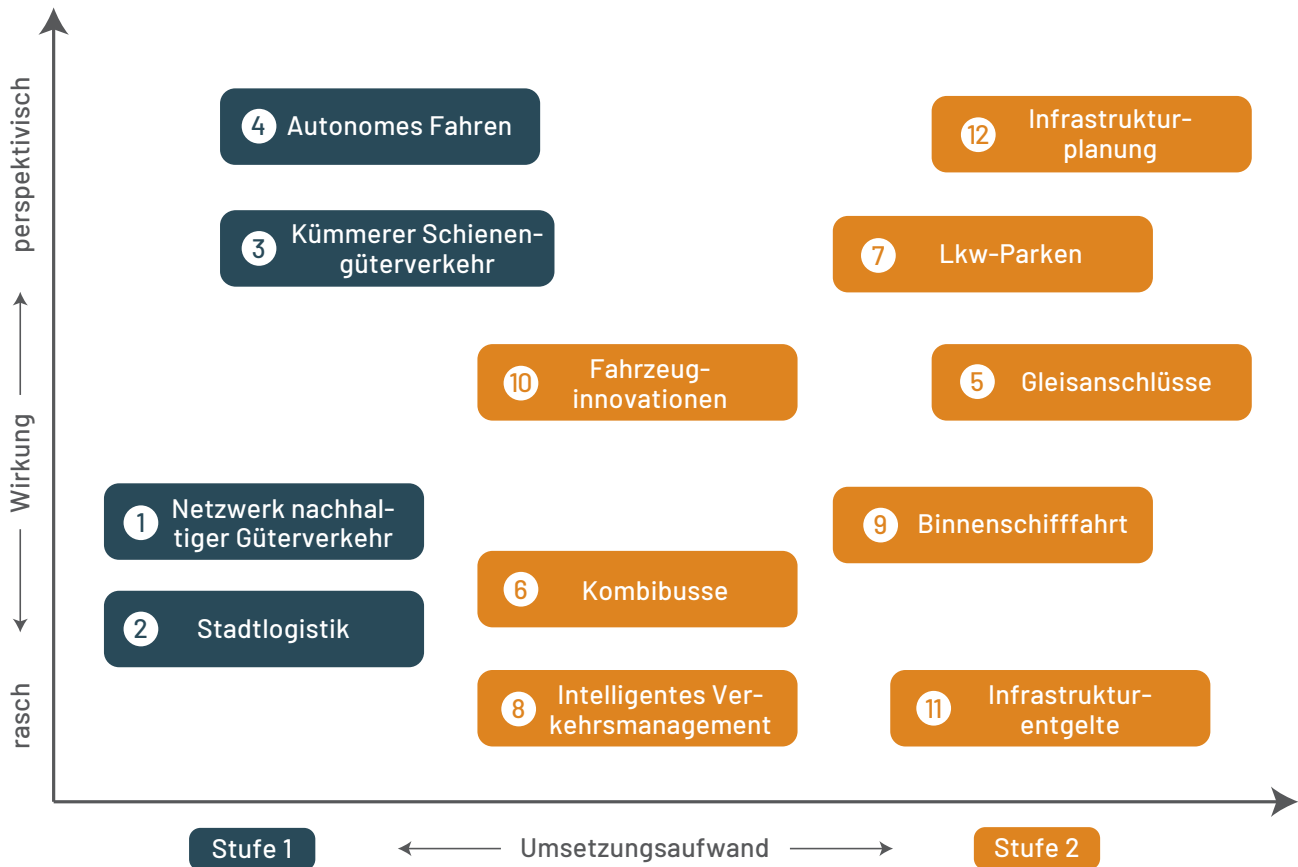 perspektivisch
Wirkung
rasch
4 Autonomes Fahren
12 Infrastruktur-
planung
3 Kümmerer Schienen-
güterverkehr
7 Lkw-Parken
10 Fahrzeug-
innovationen
5 Gleisanschlüsse
1 Netzwerk nachhal-
tiger Güterverkehr
9 Binnenschifffahrt
6 Kombibusse
2 Stadtlogistik
8 Intelligentes Ver-
kehrsmanagement
11 Infrastruktur-
entgelte
Stufe 1
Umsetzungsaufwand
Stufe 2